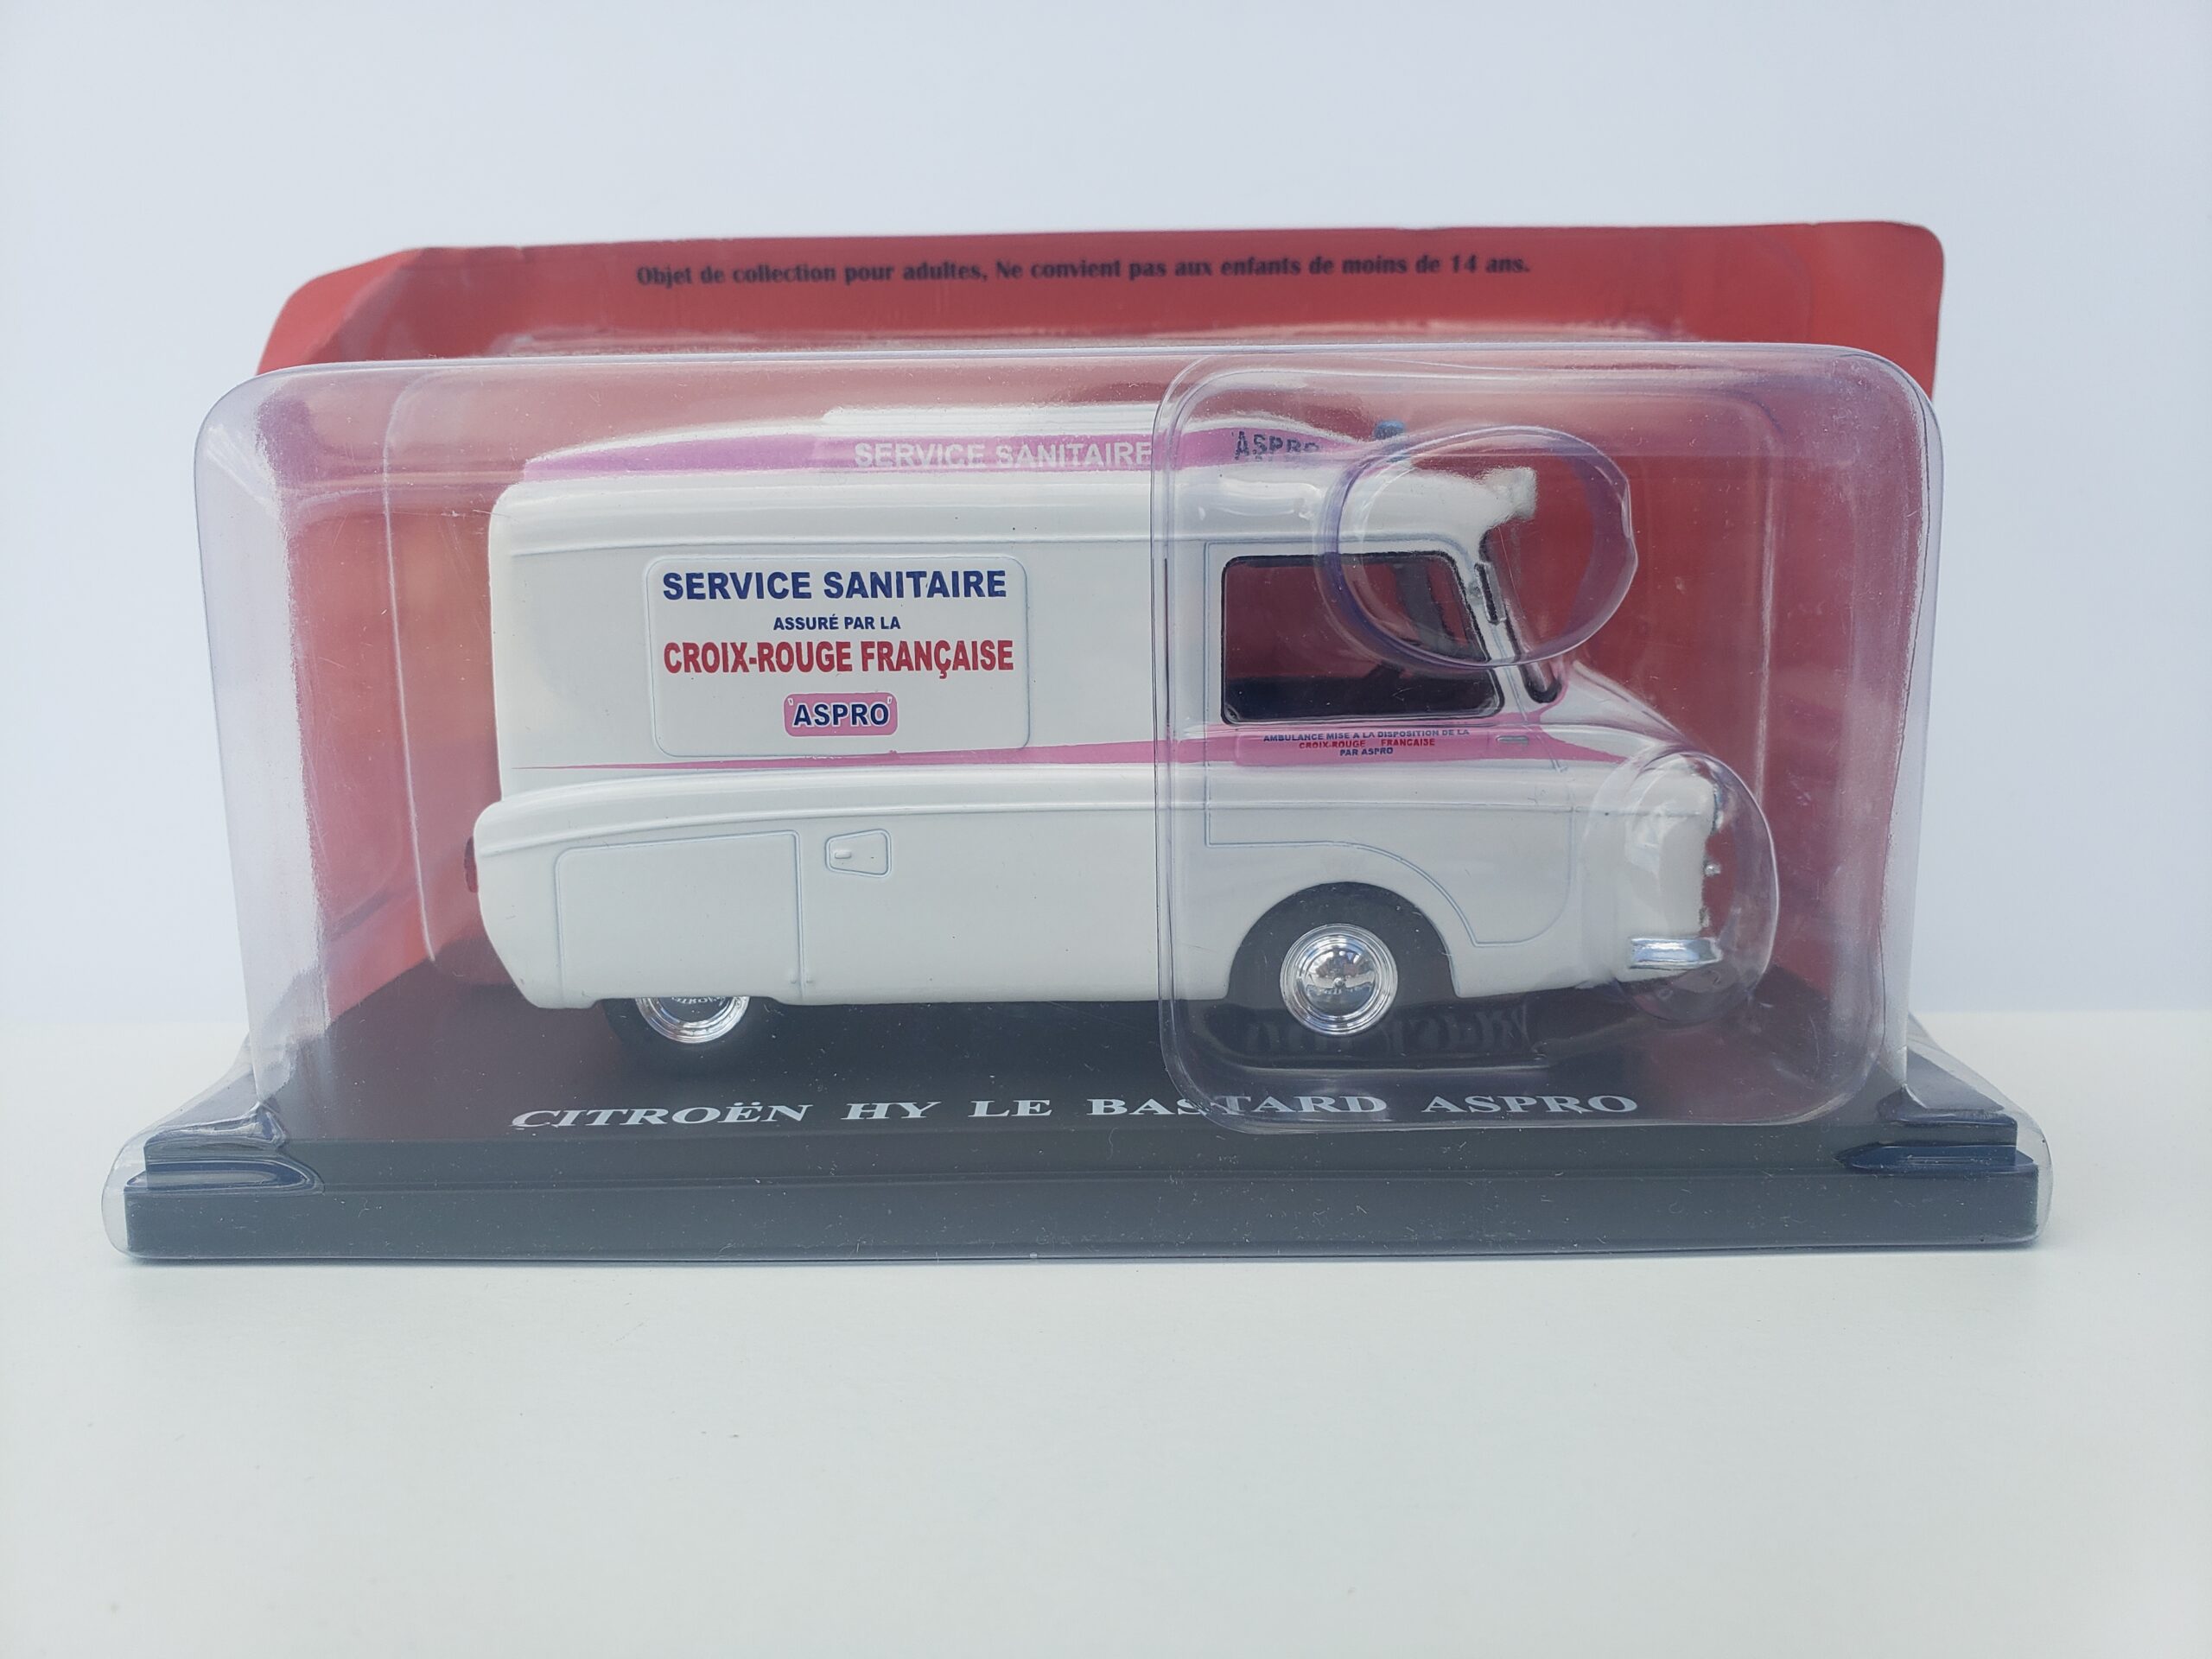 Objet de collection pour adultes, Ne convient pas aux enfants de moins de 14 ans.
SERVICE SANITAIRE ASPRO
SERVICE SANITAIRE
ASSURÉ PAR LA
CROIX-ROUGE FRANÇAISE
ASPRO
AMBULANCE MISE A LA DISPOSITION DE LA
CROIX-ROUGE FRANCAISE
PAR ASPRO
CITROËN HY LE BASTARD ASPRO